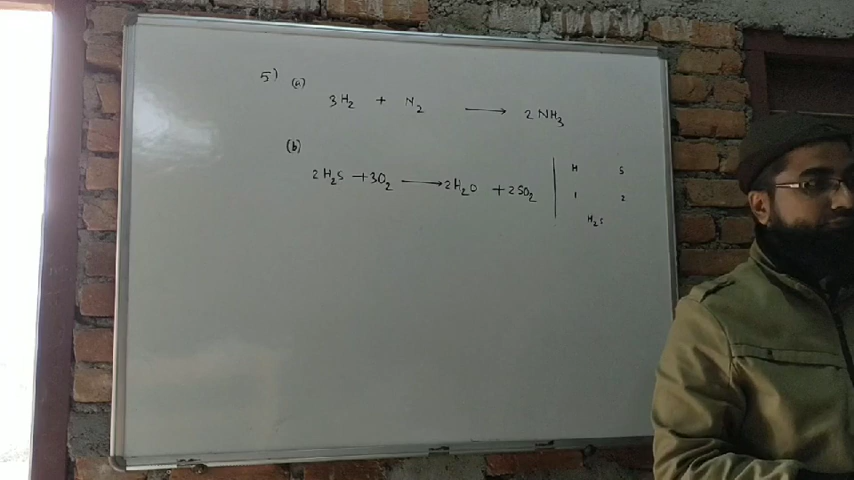 5) (a)
3H₂ + N₂ ⟶ 2NH₃
(b)
2H₂S + 3O₂ ⟶ 2H₂O + 2SO₂
H S
1 2
H₂S